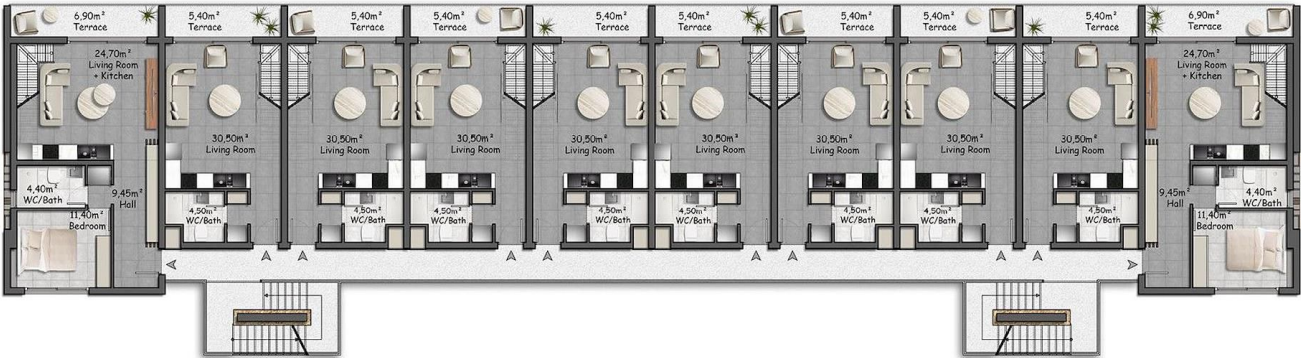 6,90m²
Terrace
5,40m²
Terrace
5,40m²
Terrace
5,40m²
Terrace
5,40m²
Terrace
5,40m²
Terrace
5,40m²
Terrace
5,40m²
Terrace
5,40m²
Terrace
6,90m²
Terrace
24,70m²
Living Room
+ Kitchen
24,70m²
Living Room
+ Kitchen
30,50m²
Living Room
30,50m²
Living Room
30,50m²
Living Room
30,50m²
Living Room
30,50m²
Living Room
30,50m²
Living Room
30,50m²
Living Room
30,50m²
Living Room
4,40m²
WC/Bath
9,45m²
Hall
11,40m²
Bedroom
4,50m²
WC/Bath
4,50m²
WC/Bath
4,50m²
WC/Bath
4,50m²
WC/Bath
4,50m²
WC/Bath
4,50m²
WC/Bath
4,50m²
WC/Bath
4,50m²
WC/Bath
9,45m²
Hall
4,40m²
WC/Bath
11,40m²
Bedroom